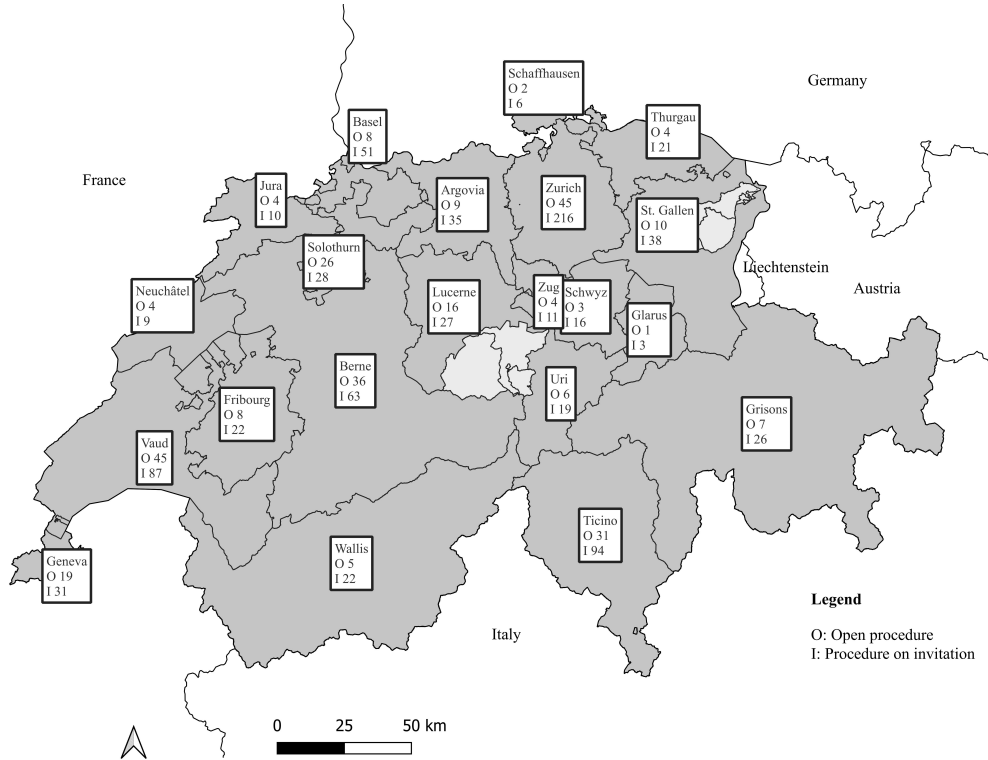 Schaffhausen
O 2
I 6
Germany
Basel
O 8
I 51
Thurgau
O 4
I 21
France
Jura
O 4
I 10
Argovia
O 9
I 35
Zurich
O 45
I 216
St. Gallen
O 10
I 38
Solothurn
O 26
I 28
Liechtenstein
Austria
Neuchâtel
O 4
I 9
Lucerne
O 16
I 27
Zug
O 4
I 11
Schwyz
O 3
I 16
Glarus
O 1
I 3
Berne
O 36
I 63
Uri
O 6
I 19
Fribourg
O 8
I 22
Grisons
O 7
I 26
Vaud
O 45
I 87
Ticino
O 31
I 94
Wallis
O 5
I 22
Geneva
O 19
I 31
Italy
Legend
O: Open procedure
I: Procedure on invitation
0 25 50 km